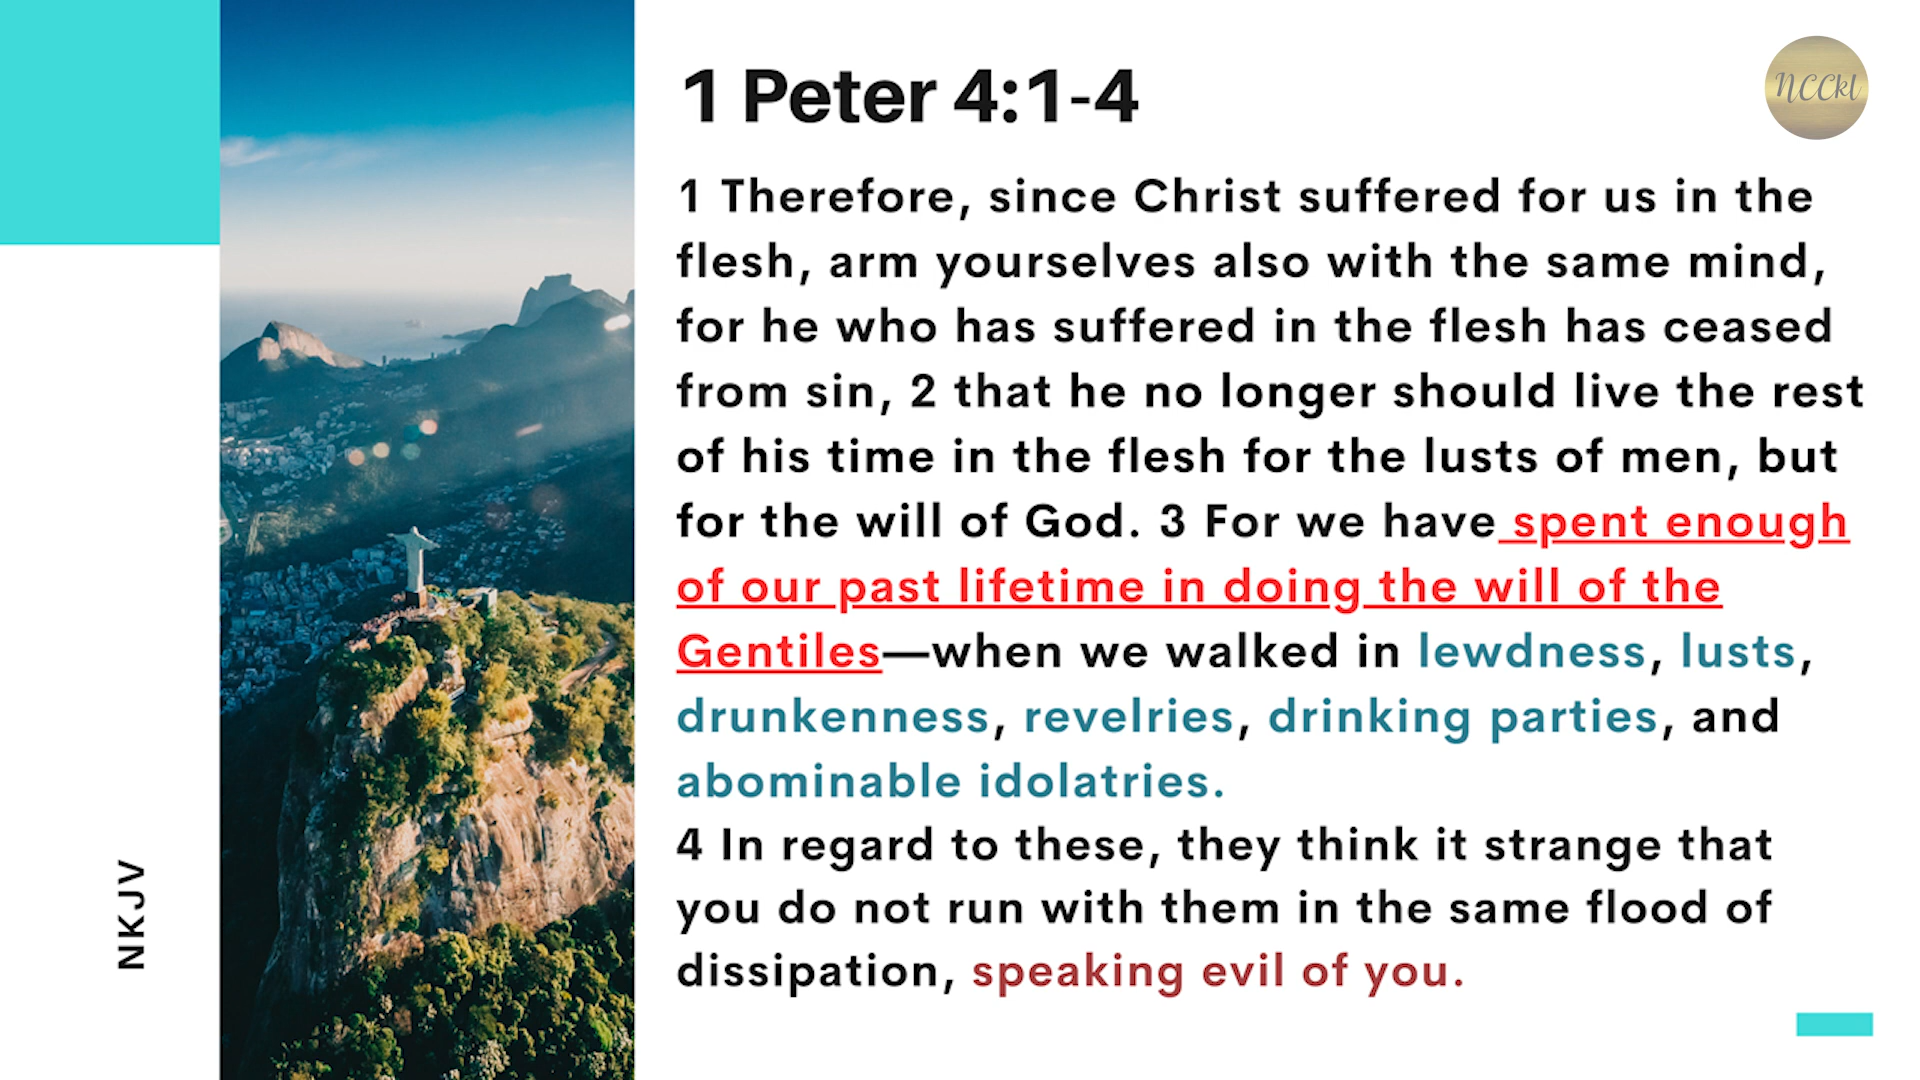 1 Peter 4:1-4
NCCkl
1 Therefore, since Christ suffered for us in the
flesh, arm yourselves also with the same mind,
for he who has suffered in the flesh has ceased
from sin, 2 that he no longer should live the rest
of his time in the flesh for the lusts of men, but
for the will of God. 3 For we have spent enough
of our past lifetime in doing the will of the
Gentiles—when we walked in lewdness, lusts,
drunkenness, revelries, drinking parties, and
abominable idolatries.
4 In regard to these, they think it strange that
you do not run with them in the same flood of
dissipation, speaking evil of you.
NKJV